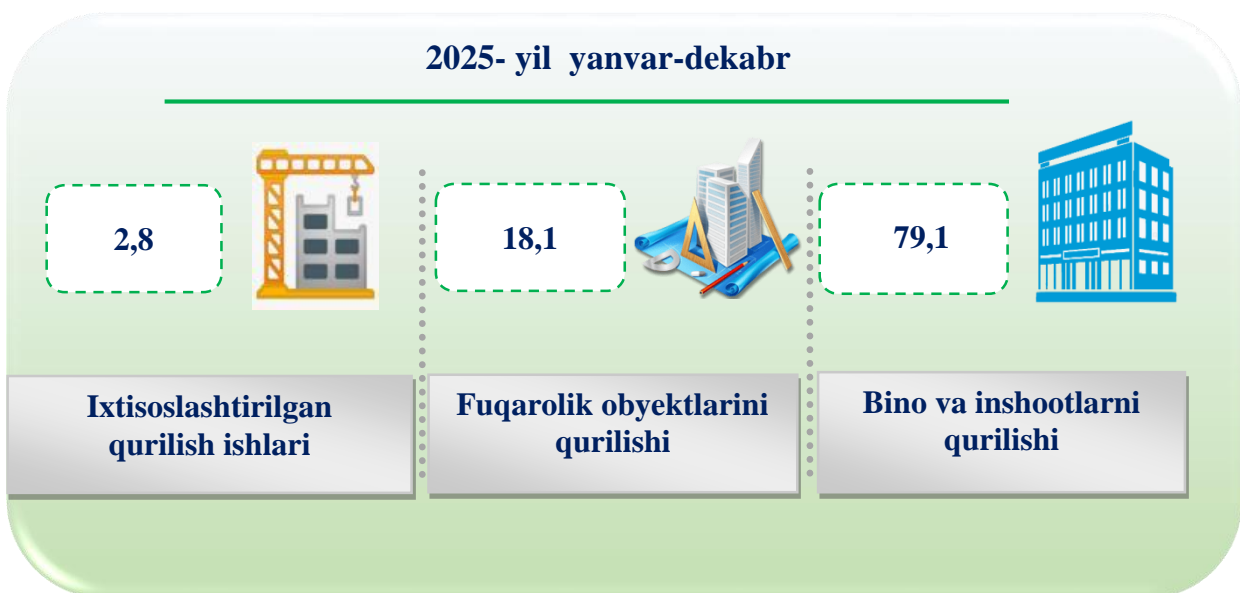 2025- yil yanvar-dekabr
2,8
18,1
79,1
Ixtisoslashtirilgan
qurilish ishlari
Fuqarolik obyektlarini
qurilishi
Bino va inshootlarni
qurilishi